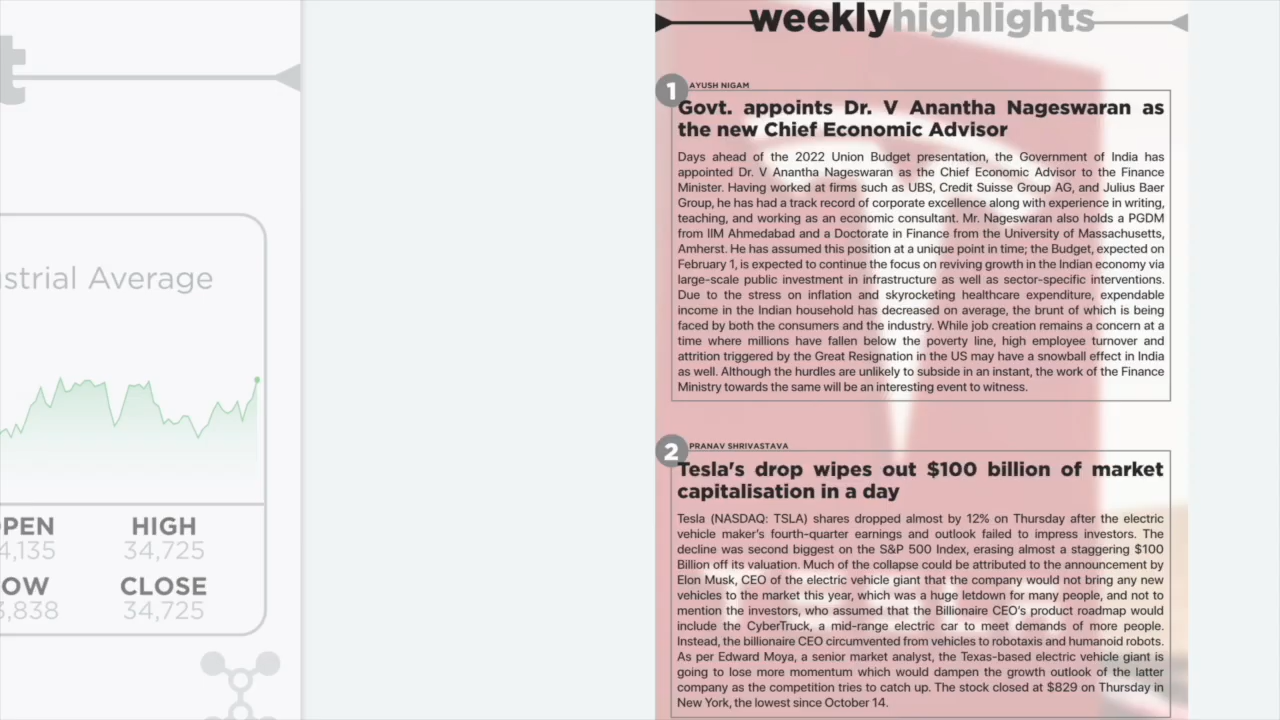 t
strial Average
PEN
HIGH
4,135
34,725
OW
CLOSE
3,838
34,725
weeklyhighlights
1
AYUSH NIGAM
Govt. appoints Dr. V Anantha Nageswaran as
the new Chief Economic Advisor
Days ahead of the 2022 Union Budget presentation, the Government of India has
appointed Dr. V Anantha Nageswaran as the Chief Economic Advisor to the Finance
Minister. Having worked at firms such as UBS, Credit Suisse Group AG, and Julius Baer
Group, he has had a track record of corporate excellence along with experience in writing,
teaching, and working as an economic consultant. Mr. Nageswaran also holds a PGDM
from IIM Ahmedabad and a Doctorate in Finance from the University of Massachusetts,
Amherst. He has assumed this position at a unique point in time; the Budget, expected on
February 1, is expected to continue the focus on reviving growth in the Indian economy via
large-scale public investment in infrastructure as well as sector-specific interventions.
Due to the stress on inflation and skyrocketing healthcare expenditure, expendable
income in the Indian household has decreased on average, the brunt of which is being
faced by both the consumers and the industry. While job creation remains a concern at a
time where millions have fallen below the poverty line, high employee turnover and
attrition triggered by the Great Resignation in the US may have a snowball effect in India
as well. Although the hurdles are unlikely to subside in an instant, the work of the Finance
Ministry towards the same will be an interesting event to witness.
2
PRANAV SHRIVASTAVA
Tesla's drop wipes out $100 billion of market
capitalisation in a day
Tesla (NASDAQ: TSLA) shares dropped almost by 12% on Thursday after the electric
vehicle maker's fourth-quarter earnings and outlook failed to impress investors. The
decline was second biggest on the S&P 500 Index, erasing almost a staggering $100
Billion off its valuation. Much of the collapse could be attributed to the announcement by
Elon Musk, CEO of the electric vehicle giant that the company would not bring any new
vehicles to the market this year, which was a huge letdown for many people, and not to
mention the investors, who assumed that the Billionaire CEO's product roadmap would
include the CyberTruck, a mid-range electric car to meet demands of more people.
Instead, the billionaire CEO circumvented from vehicles to robotaxis and humanoid robots.
As per Edward Moya, a senior market analyst, the Texas-based electric vehicle giant is
going to lose more momentum which would dampen the growth outlook of the latter
company as the competition tries to catch up. The stock closed at $829 on Thursday in
New York, the lowest since October 14.